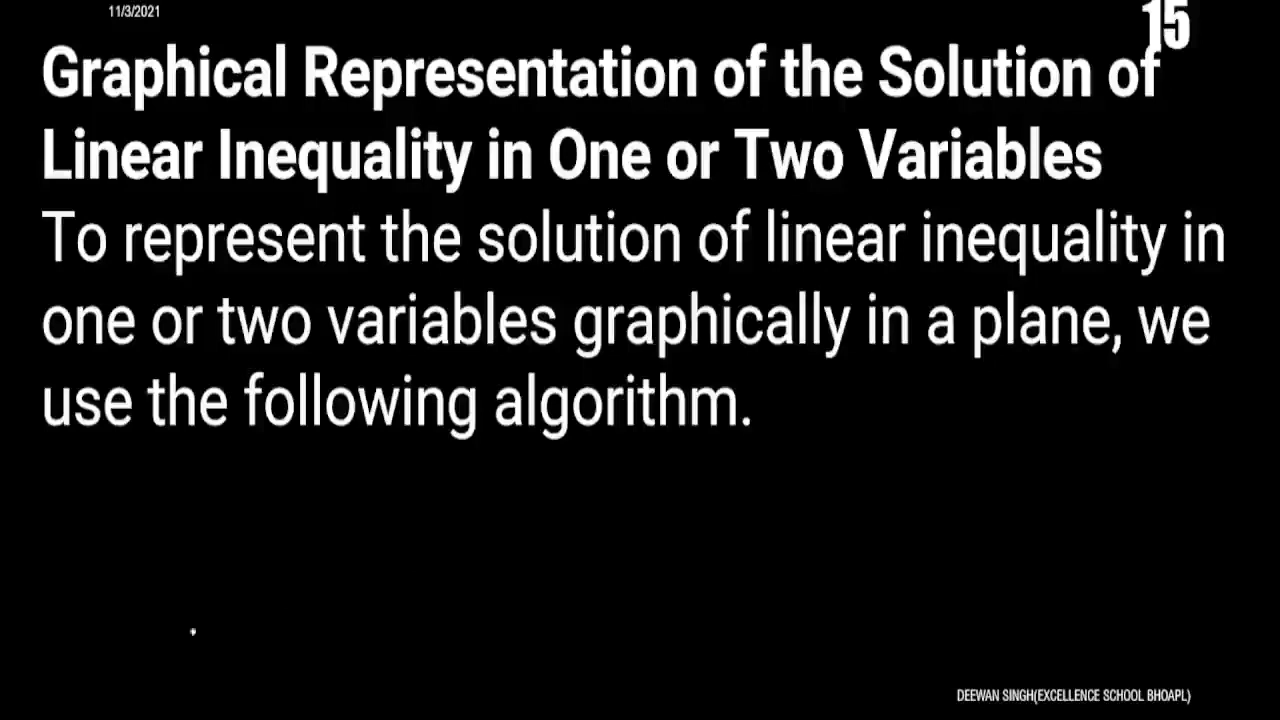 11/3/2021
15
Graphical Representation of the Solution of
Linear Inequality in One or Two Variables
To represent the solution of linear inequality in
one or two variables graphically in a plane, we
use the following algorithm.
DEEWAN SINGH(EXCELLENCE SCHOOL BHOAPL)